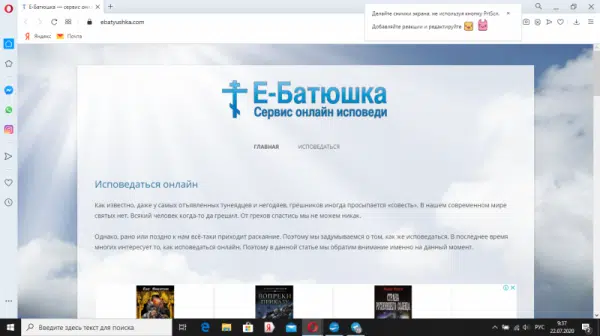 Е-Батюшка — сервис онл
Делайте снимки экрана, не используя кнопку PrtScn.
Добавляйте реакции и редактируйте
ebatyushka.com
Яндекс
Почта
Е-Батюшка
Сервис онлайн исповеди
ГЛАВНАЯ
ИСПОВЕДАТЬСЯ
Исповедаться онлайн
Как известно, даже у самых отъявленных тунеядцев и негодяев, грешников иногда просыпается «совесть». В нашем современном мире
святых нет. Всякий человек когда-то да грешил. От грехов спастись мы не можем никак.
Однако, рано или поздно к нам всё-таки приходит раскаяние. Поэтому мы задумываемся о том, как же исповедаться. В последнее время
многих интересует то, как исповедаться онлайн. Поэтому в данной статье мы обратим внимание именно на данный момент.
ВОПРЕКИ
ПРИКАЗУ
Введите здесь текст для поиска
РУС
9:37
22.07.2020